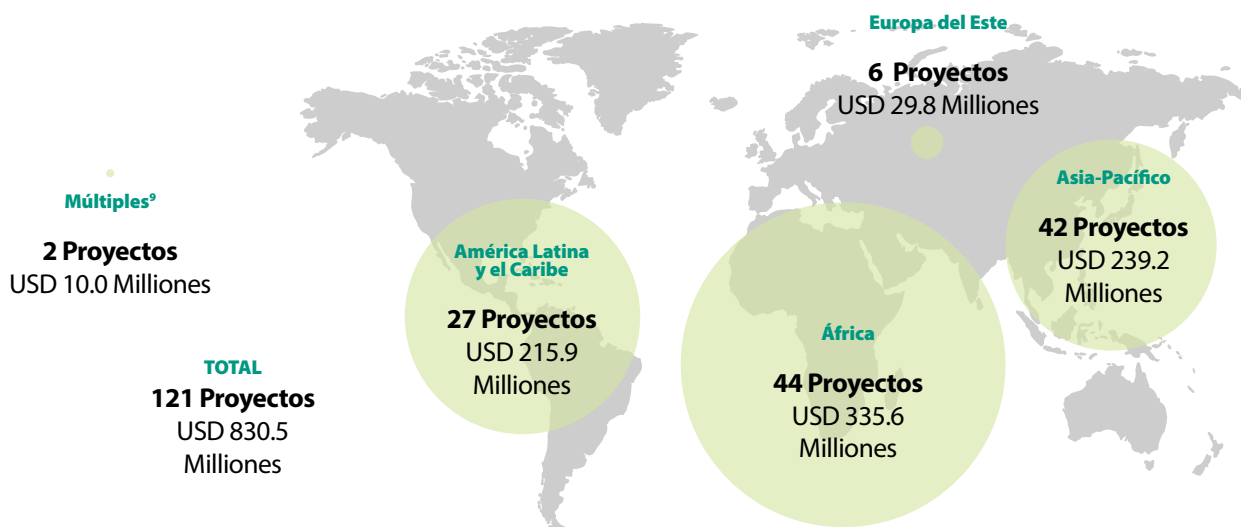 Europa del Este
6 Proyectos
USD 29.8 Milliones
Múltiples⁹
2 Proyectos
USD 10.0 Milliones
TOTAL
121 Proyectos
USD 830.5
Milliones
América Latina
y el Caribe
27 Proyectos
USD 215.9
Milliones
África
44 Proyectos
USD 335.6
Milliones
Asia-Pacífico
42 Proyectos
USD 239.2
Milliones